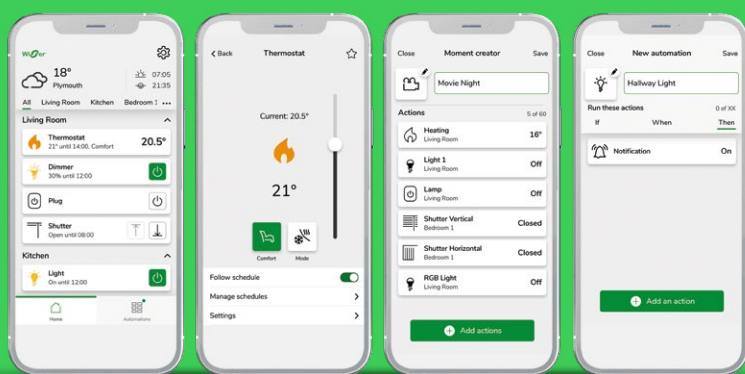 Wiser
18°
Plymouth
07:05
21:35
All Living Room Kitchen Bedroom 1 •••
Living Room
Thermostat
21° until 14:00, Comfort
20.5°
Dimmer
30% until 12:00
Plug
Shutter
Open until 08:00
Kitchen
Light
On until 12:00
Home Automations
< Back Thermostat
Current: 20.5°
21°
Comfort Mode
Follow schedule
Manage schedules >
Settings >
Close Moment creator Save
Movie Night
Actions 5 of 60
Heating
Living Room
16°
Light 1
Living Room
Off
Lamp
Living Room
Off
Shutter Vertical
Bedroom 1
Closed
Shutter Horizontal
Bedroom 1
Closed
RGB Light
Living Room
Off
+ Add actions
Close New automation Save
Hallway Light
Run these actions 0 of XX
If When Then
Notification On
+ Add an action